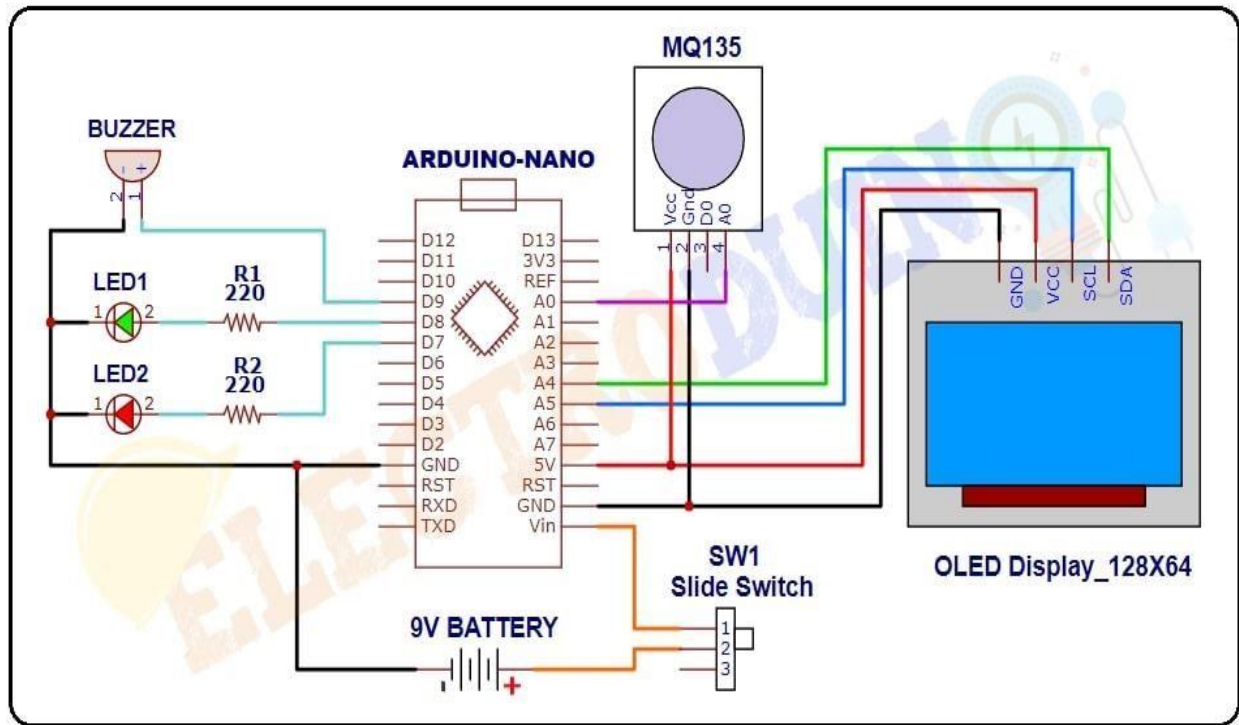 MQ135
BUZZER
ARDUINO-NANO
- +
2 1
Vcc
Gnd
D0
A0
1 2 3 4
D12
D11
D10
D9
D8
D7
D6
D5
D4
D3
D2
GND
RST
RXD
TXD
D13
3V3
REF
A0
A1
A2
A3
A4
A5
A6
A7
5V
RST
GND
Vin
LED1
1 2
R1
220
LED2
1 2
R2
220
GND
VCC
SCL
SDA
OLED Display_128X64
SW1
Slide Switch
1
2
3
9V BATTERY
- +
ELECTRODUINO